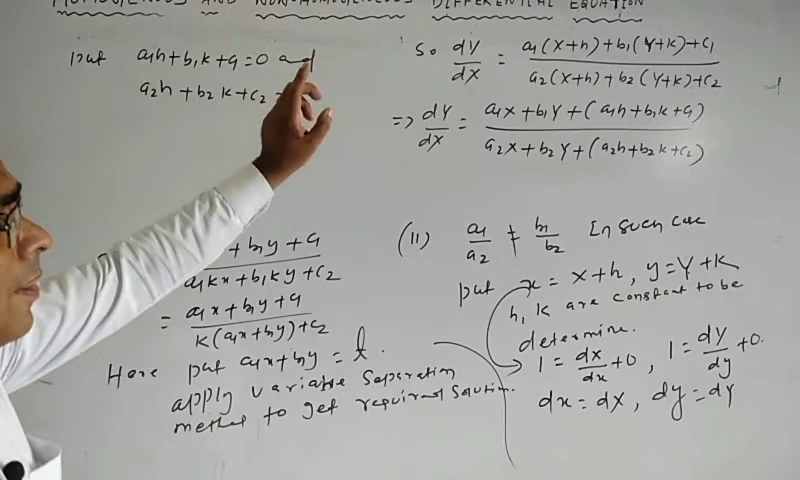 AND NONHOMOGENEOUS DIFFERENTIAL EQUATION
put a₁h+b₁k+c₁=0 and
a₂h+b₂k+c₂
+b₁y+c₁
a₁kx+b₁ky+c₂
= a₁x+b₁y+c₁
k(a₁x+b₁y)+c₂
Here put a₁x+b₁y=t.
apply variable separation
method to get required solution.
So dY/dX = a₁(X+h)+b₁(Y+k)+c₁ / a₂(X+h)+b₂(Y+k)+c₂
=> dY/dX = a₁X+b₁Y+(a₁h+b₁k+c₁) / a₂X+b₂Y+(a₂h+b₂k+c₂)
(11) a₁/a₂ ≠ b₁/b₂ In such case
put x=X+h, y=Y+k
h, k are constant to be
determine.
1 = dX/dx+0, 1 = dY/dy+0.
dx=dX, dy=dY